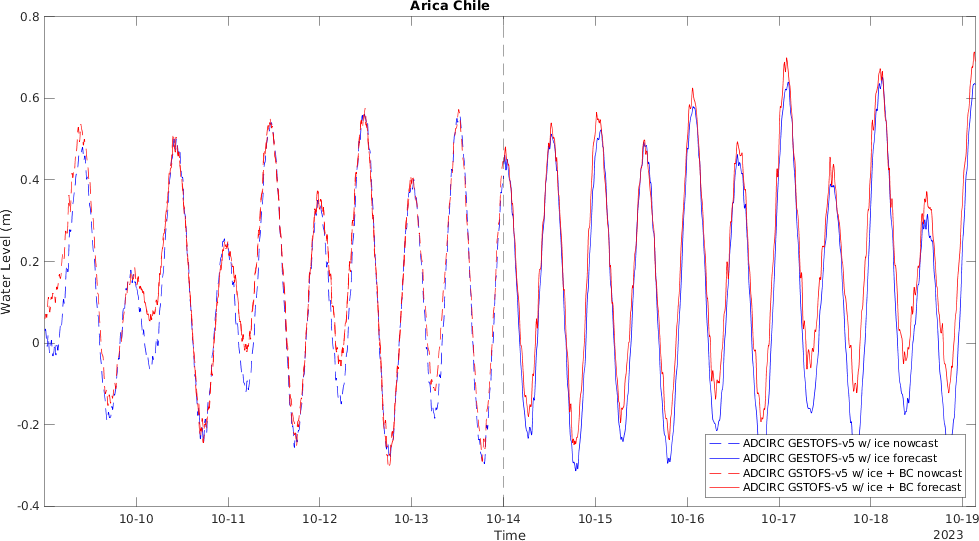 Arica Chile
0.8
0.6
0.4
0.2
0
-0.2
-0.4
Water Level (m)
ADCIRC GESTOFS-v5 w/ ice nowcast
ADCIRC GESTOFS-v5 w/ ice forecast
ADCIRC GSTOFS-v5 w/ ice + BC nowcast
ADCIRC GSTOFS-v5 w/ ice + BC forecast
10-10 10-11 10-12 10-13 10-14 10-15 10-16 10-17 10-18 10-19
Time
2023